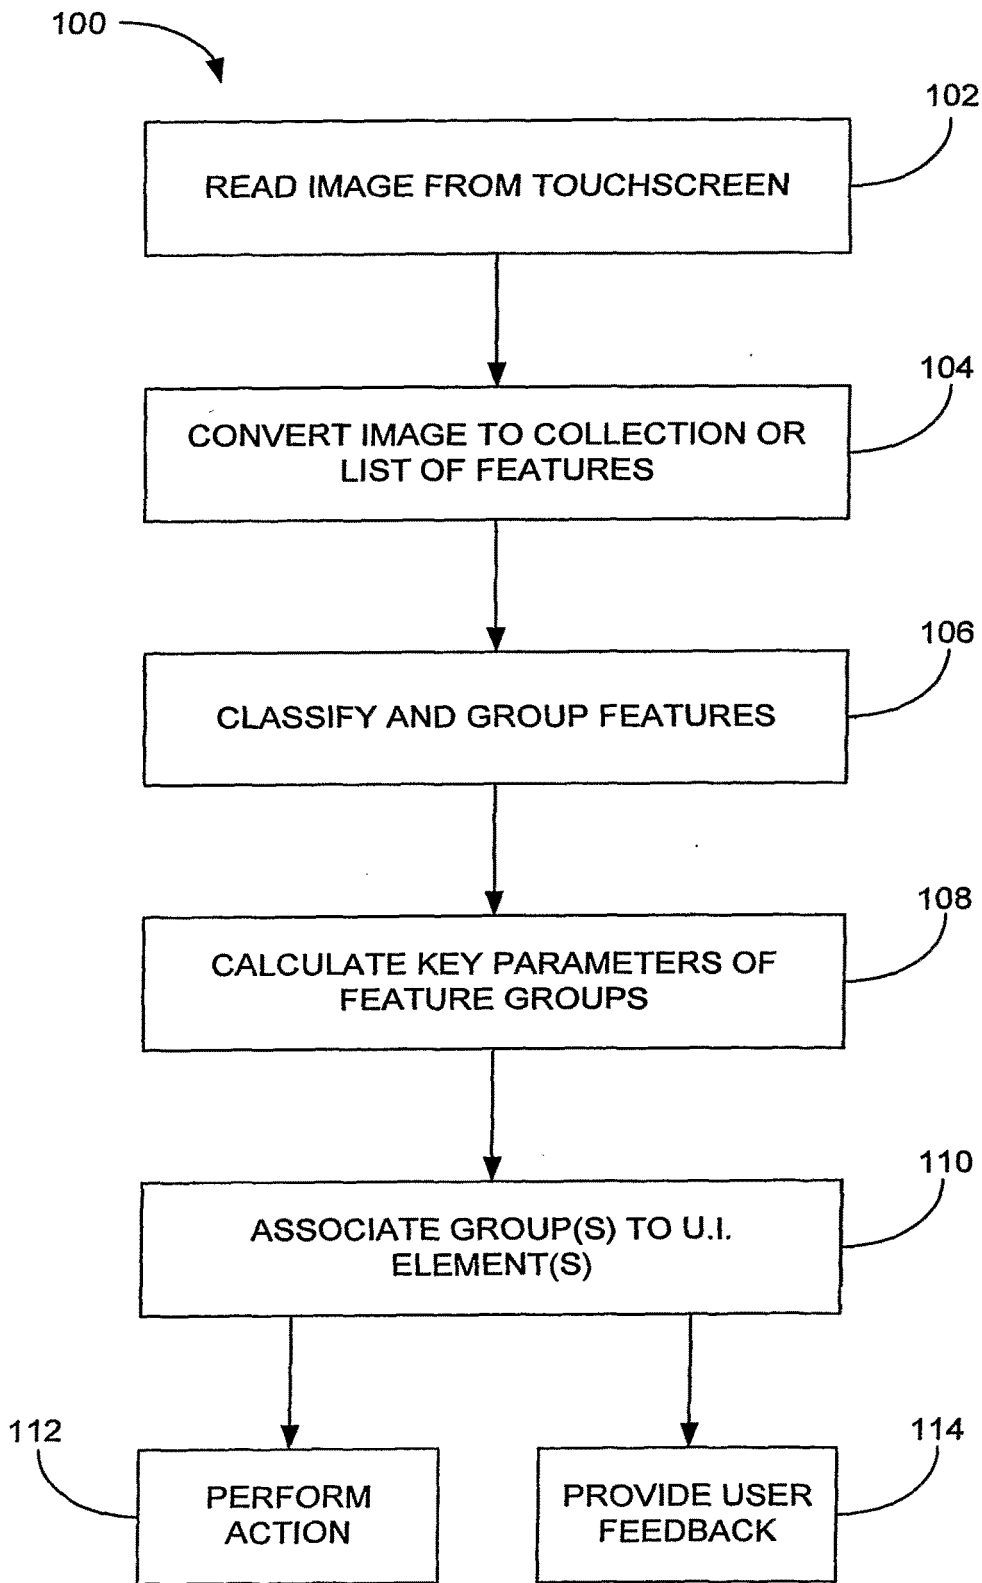 100
102
READ IMAGE FROM TOUCHSCREEN
104
CONVERT IMAGE TO COLLECTION OR
LIST OF FEATURES
106
CLASSIFY AND GROUP FEATURES
108
CALCULATE KEY PARAMETERS OF
FEATURE GROUPS
110
ASSOCIATE GROUP(S) TO U.I.
ELEMENT(S)
112
PERFORM
ACTION
114
PROVIDE USER
FEEDBACK